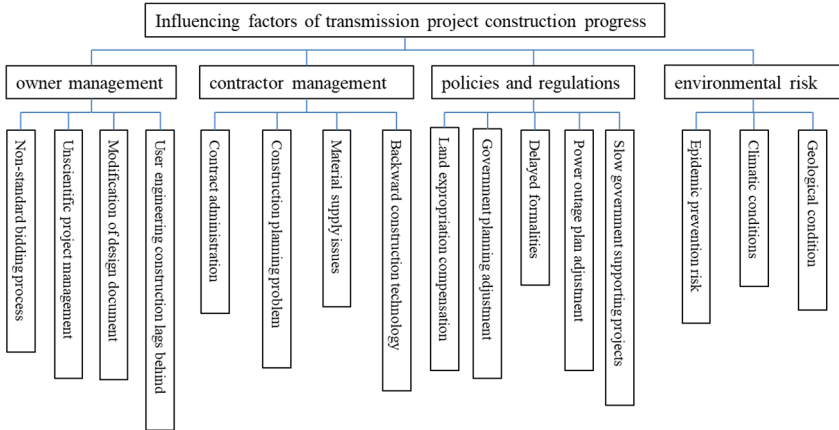 Influencing factors of transmission project construction progress
owner management
contractor management
policies and regulations
environmental risk
Non-standard bidding process
Unscientific project management
Modification of design document
User engineering construction lags behind
Contract administration
Construction planning problem
Material supply issues
Backward construction technology
Land expropriation compensation
Government planning adjustment
Delayed formalities
Power outage plan adjustment
Slow government supporting projects
Epidemic prevention risk
Climatic conditions
Geological condition